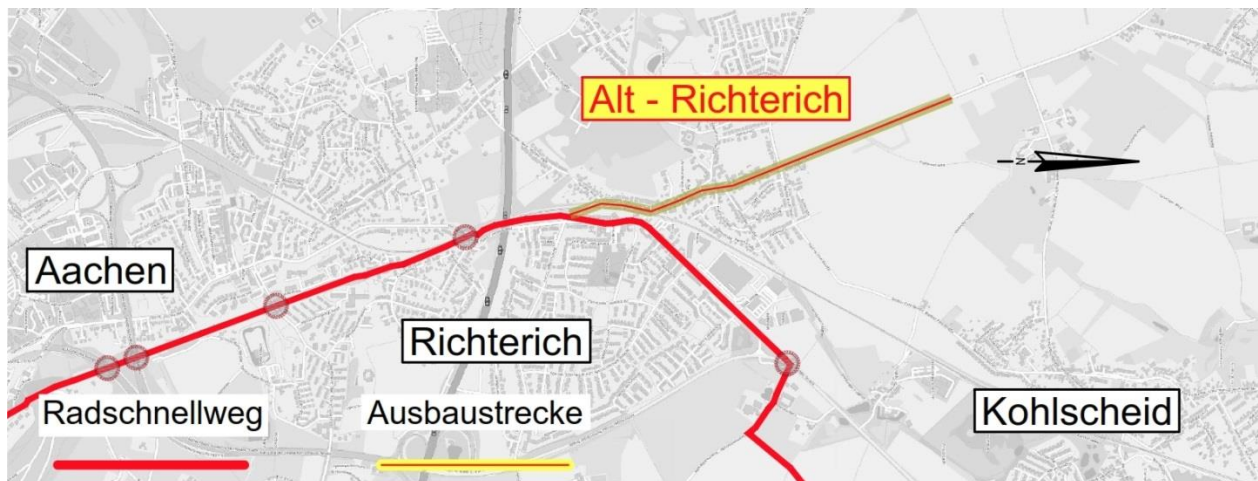 Alt - Richterich
N
Aachen
Richterich
Kohlscheid
Radschnellweg
Ausbaustrecke